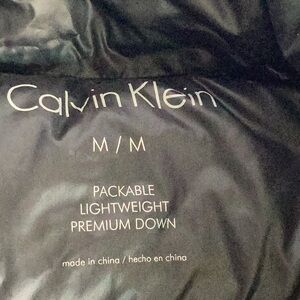 Calvin Klein
M / M
PACKABLE
LIGHTWEIGHT
PREMIUM DOWN
made in china / hecho en china